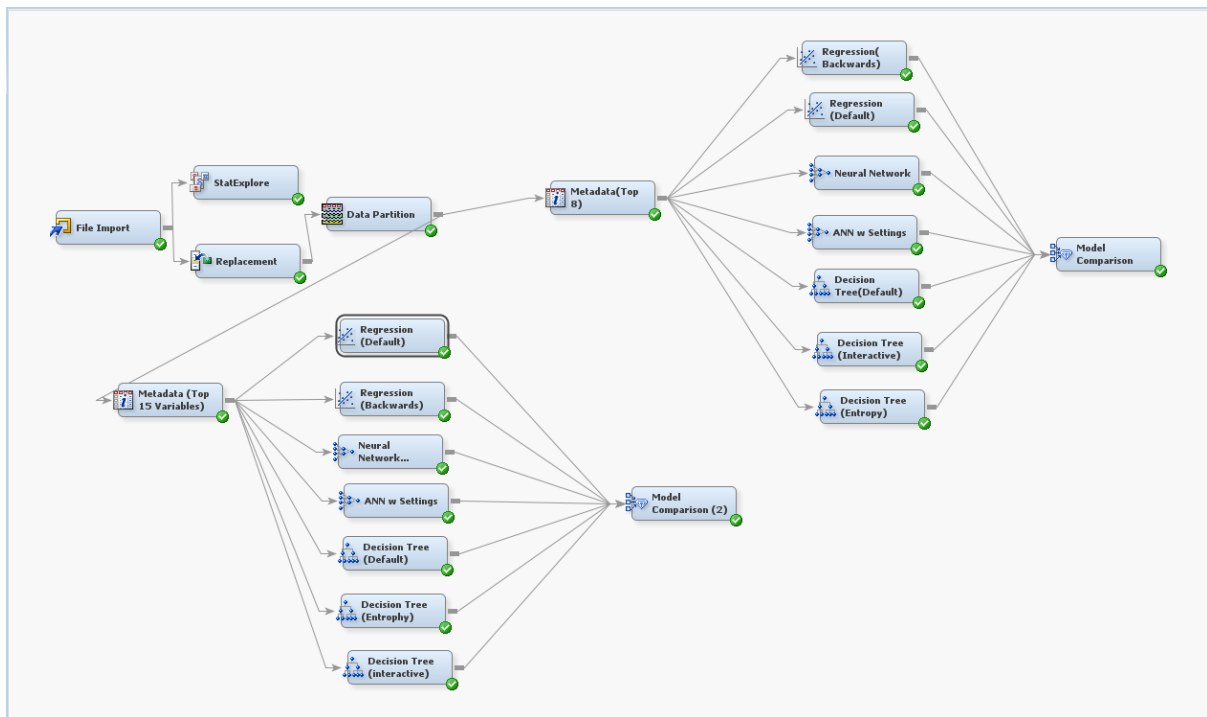 File Import
StatExplore
Replacement
Data Partition
Metadata(Top
8)
Regression(
Backwards)
Regression
(Default)
Neural Network
ANN w Settings
Decision
Tree(Default)
Decision Tree
(Interactive)
Decision Tree
(Entropy)
Model
Comparison
Metadata (Top
15 Variables)
Regression
(Default)
Regression
(Backwards)
Neural
Network...
ANN w Settings
Decision Tree
(Default)
Decision Tree
(Entrophy)
Decision Tree
(interactive)
Model
Comparison (2)